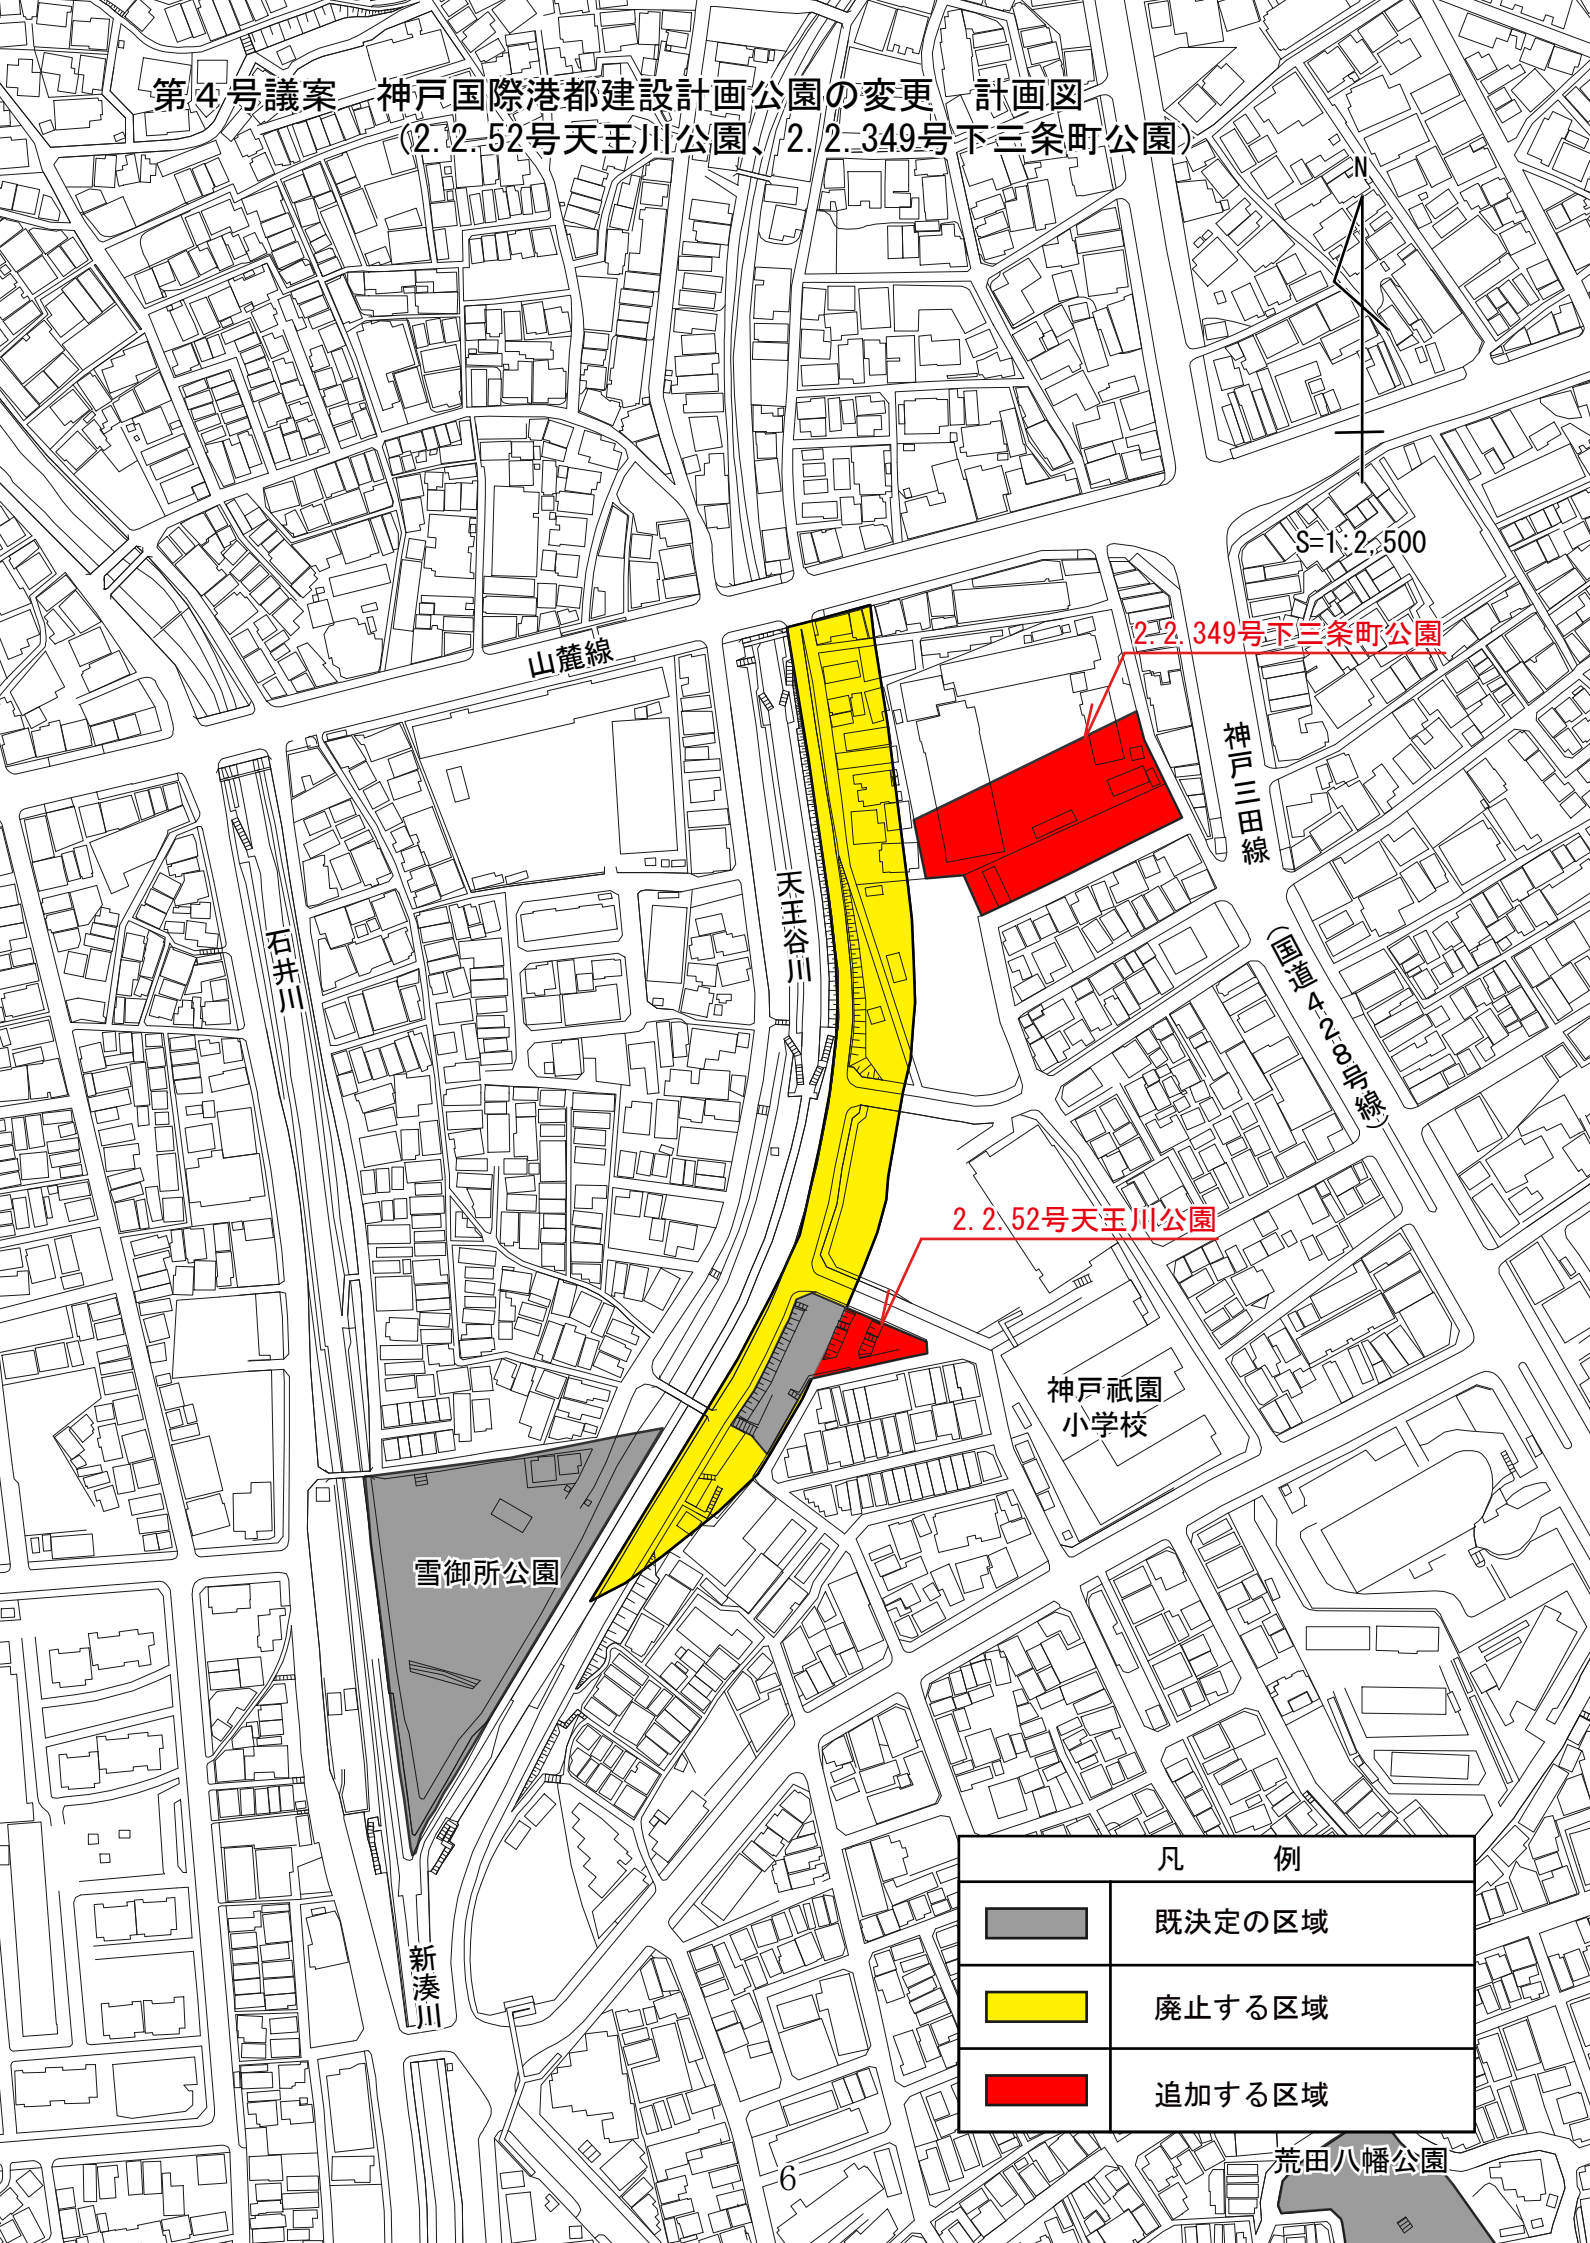 第４号議案　神戸国際港都建設計画公園の変更　計画図
（2.2.52号天王川公園、2.2.349号下三条町公園）
N
S=1:2,500
2.2.349号下三条町公園
山麓線
神戸三田線
天王谷川
石井川
（国道４２８号線）
2.2.52号天王川公園
神戸祇園
小学校
雪御所公園
新湊川
凡　例
既決定の区域
廃止する区域
追加する区域
荒田八幡公園
6